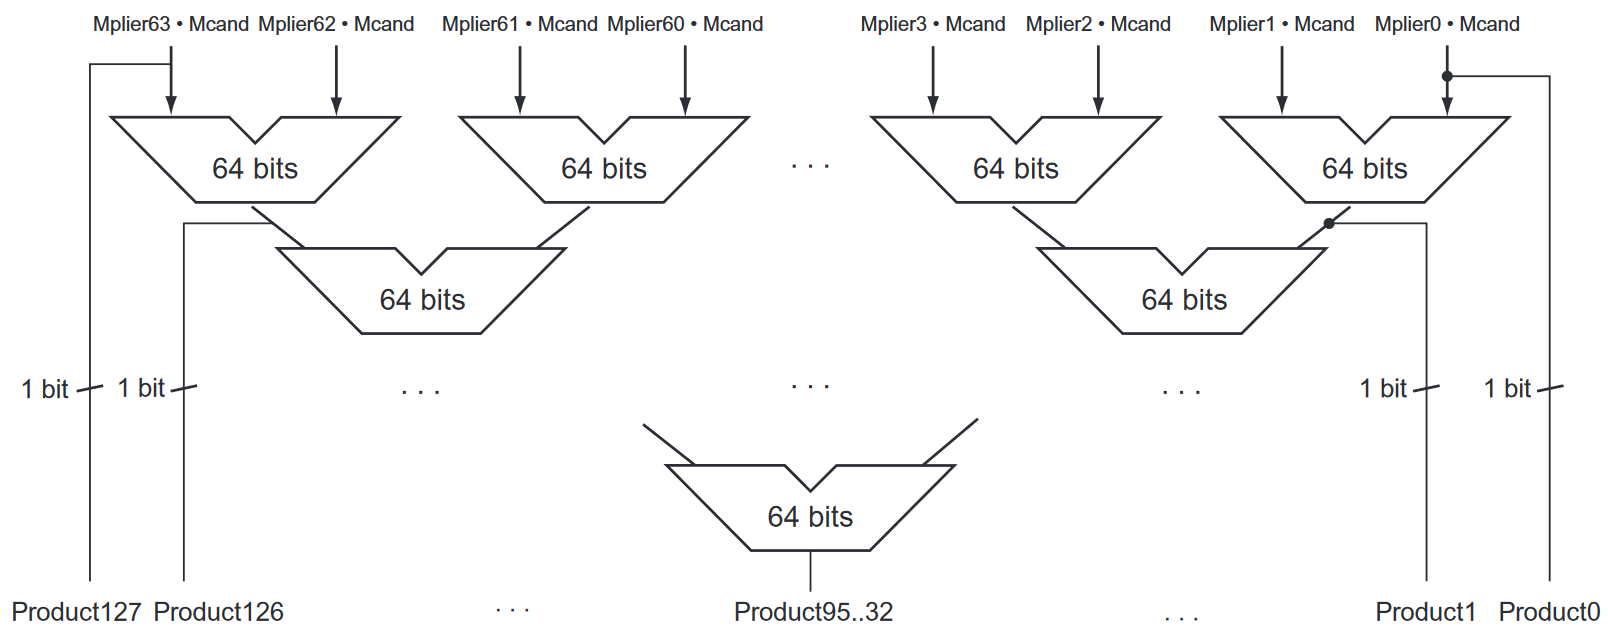 Mplier63 • Mcand Mplier62 • Mcand Mplier61 • Mcand Mplier60 • Mcand Mplier3 • Mcand Mplier2 • Mcand Mplier1 • Mcand Mplier0 • Mcand
64 bits 64 bits . . . 64 bits 64 bits
64 bits 64 bits
1 bit 1 bit . . . . . . . . . 1 bit 1 bit
64 bits
Product127 Product126 . . . Product95..32 . . . Product1 Product0